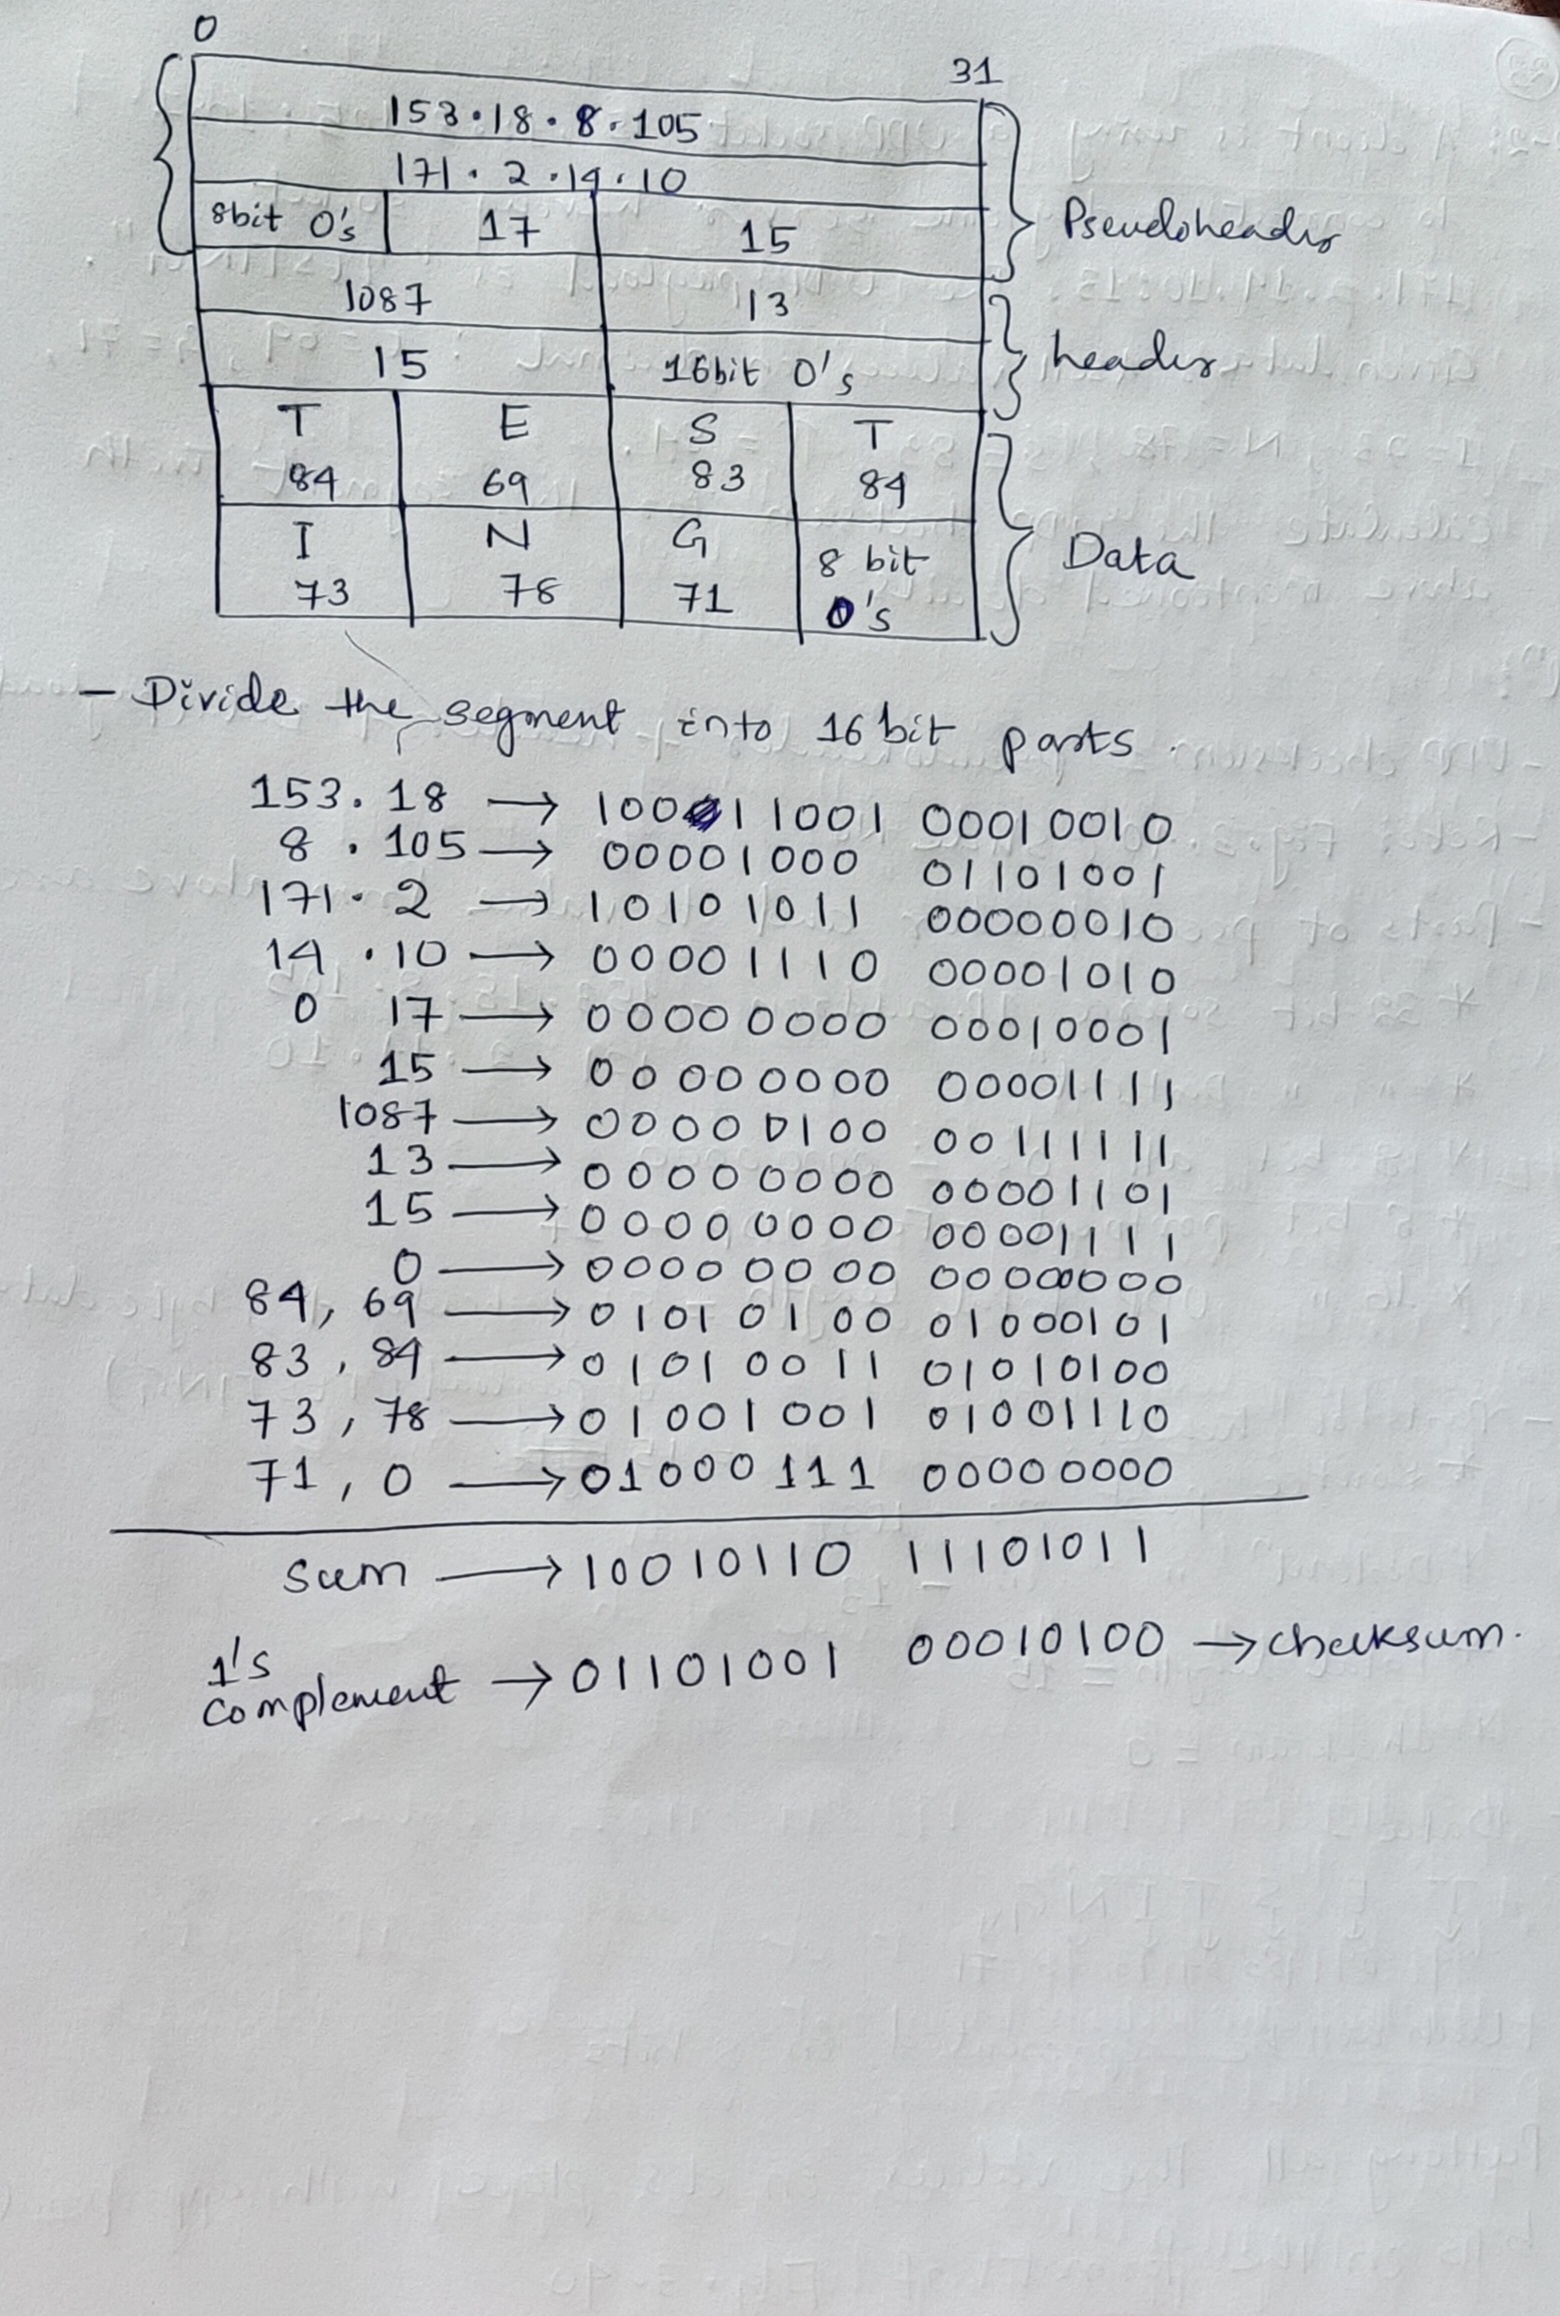 0
31
153.18.8.105
171.2.14.10
8bit 0's 17 15
Pseudoheader
1087 13
15 16bit 0's
header
T E S T
84 69 83 84
I N G 8 bit
73 78 71 0's
Data
- Divide the segment into 16 bit parts.
153.18 → 10011001 00010010
8.105 → 00001000 01101001
171.2 → 10101011 00000010
14.10 → 00001110 00001010
0 17 → 00000000 00010001
15 → 00000000 00001111
1087 → 00000100 00111111
13 → 00000000 00001101
15 → 00000000 00001111
0 → 00000000 00000000
84, 69 → 01010100 01000101
83, 84 → 01010011 01010100
73, 78 → 01001001 01001110
71, 0 → 01000111 00000000
Sum → 10010110 11101011
1's
complement → 01101001 00010100 → checksum.